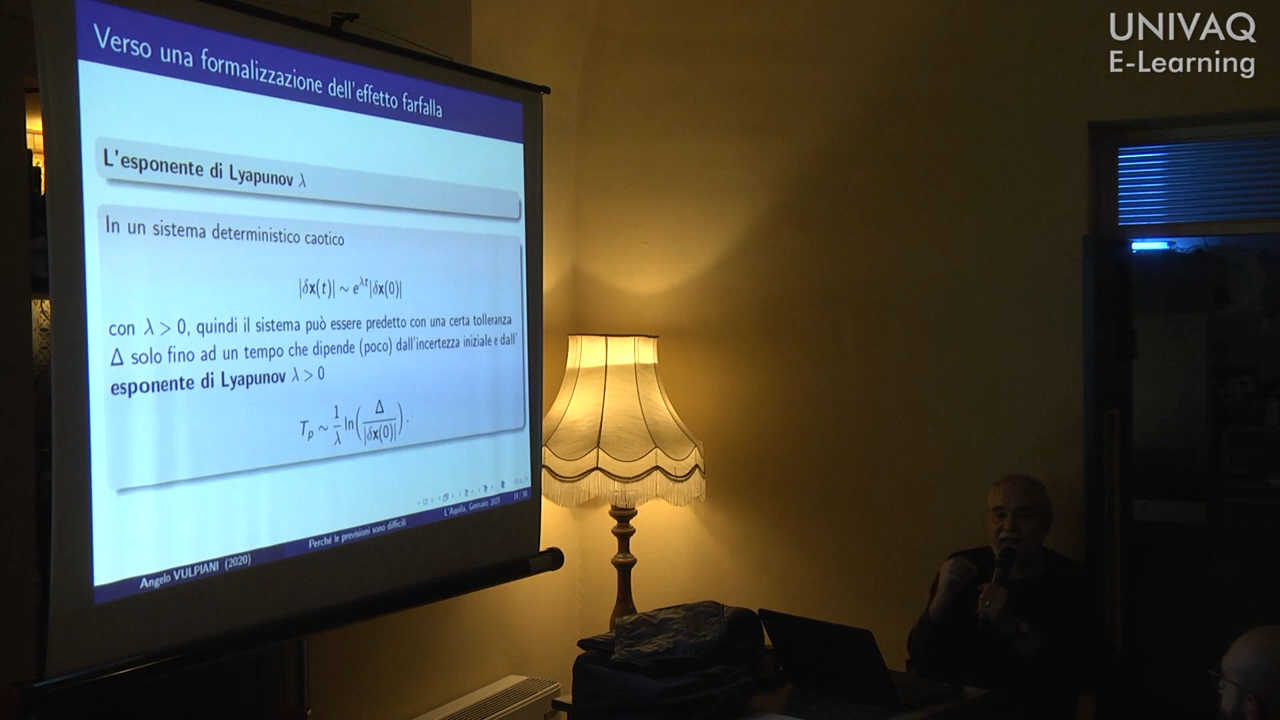 UNIVAQ
E-Learning
Verso una formalizzazione dell'effetto farfalla
L'esponente di Lyapunov λ
In un sistema deterministico caotico
|δx(t)| ∼ e^{λt}|δx(0)|
con λ > 0, quindi il sistema può essere predetto con una certa tolleranza
Δ solo fino ad un tempo che dipende (poco) dall'incertezza iniziale e dall'
esponente di Lyapunov λ > 0
T_p ∼ \frac{1}{λ} ln(\frac{Δ}{|δx(0)|}).
Angelo VULPIANI (2020)
Perché le previsioni sono difficili
L'Aquila, Gennaio